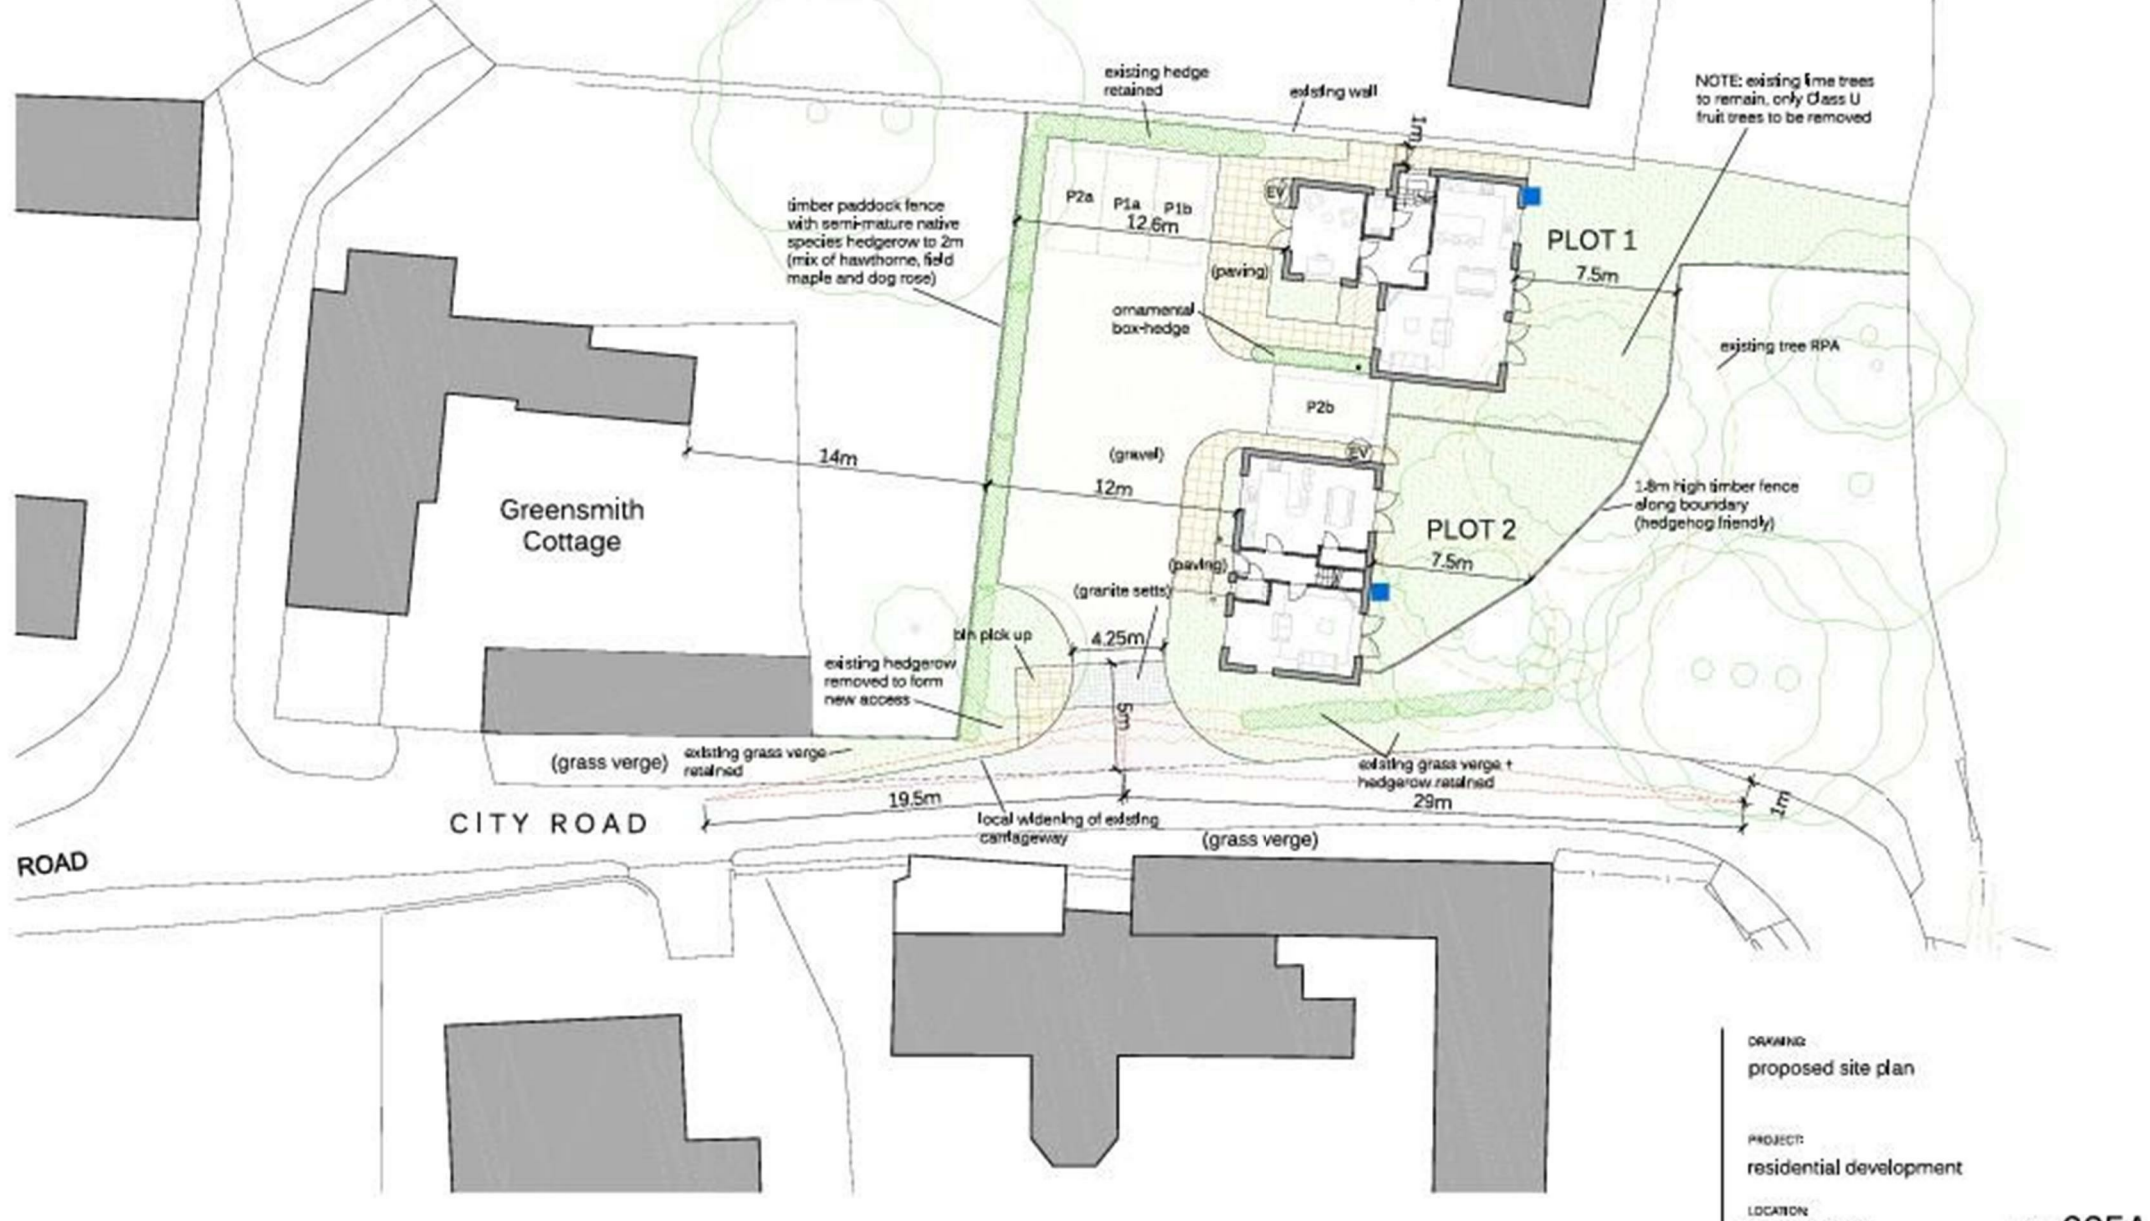 existing hedge
retained
existing wall
1m
NOTE: existing lime trees
to remain, only Class U
fruit trees to be removed
timber paddock fence
with semi-mature native
species hedgerow to 2m
(mix of hawthorne, field
maple and dog rose)
P2a
P1a
P1b
12.6m
EV
PLOT 1
7.5m
(paving)
ornamental
box-hedge
existing tree RPA
P2b
14m
(gravel)
12m
EV
Greensmith
Cottage
PLOT 2
7.5m
1.8m high timber fence
along boundary
(hedgehog friendly)
(paving)
(granite setts)
bin pick up
4.25m
existing hedgerow
removed to form
new access
5m
(grass verge)
existing grass verge
retained
existing grass verge +
hedgerow retained
19.5m
29m
1m
CITY ROAD
local widening of existing
carriageway
(grass verge)
ROAD
DRAWING:
proposed site plan
PROJECT:
residential development
LOCATION: